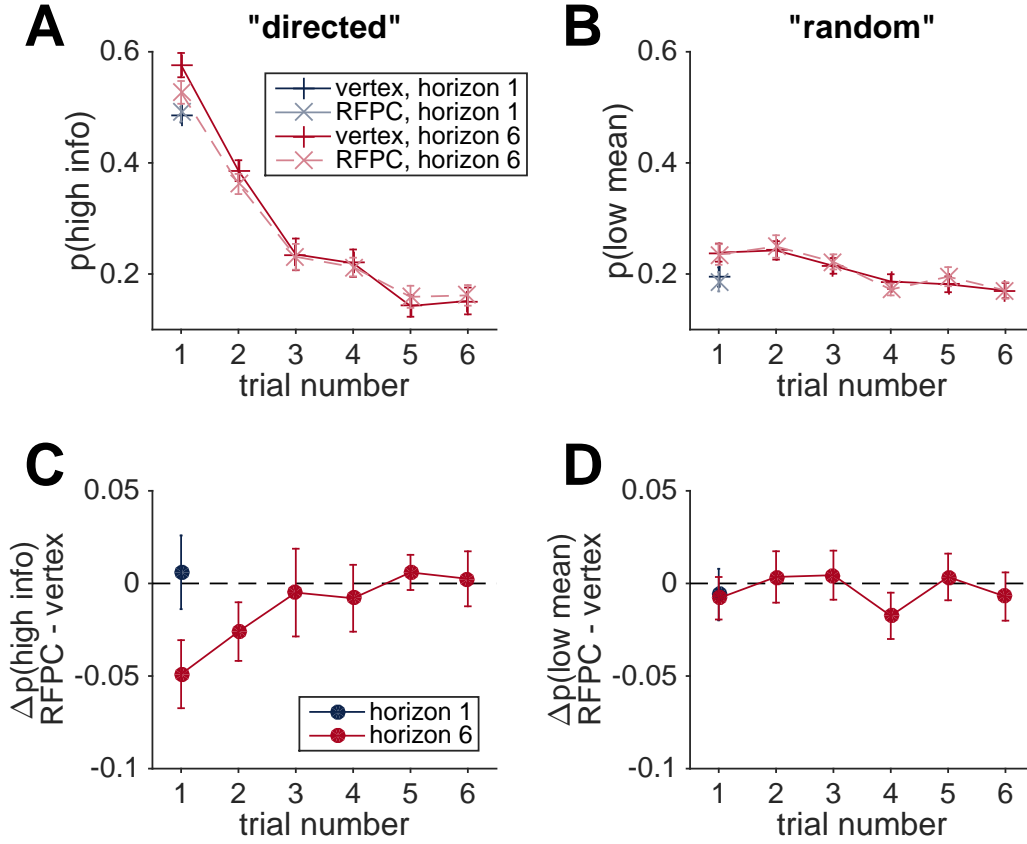 A
"directed"
0.6
0.4
0.2
p(high info)
vertex, horizon 1
RFPC, horizon 1
vertex, horizon 6
RFPC, horizon 6
1 2 3 4 5 6
trial number
B
"random"
0.6
0.4
0.2
p(low mean)
1 2 3 4 5 6
trial number
C
0.05
0
-0.05
-0.1
Δp(high info)
RFPC - vertex
horizon 1
horizon 6
1 2 3 4 5 6
trial number
D
0.05
0
-0.05
-0.1
Δp(low mean)
RFPC - vertex
1 2 3 4 5 6
trial number